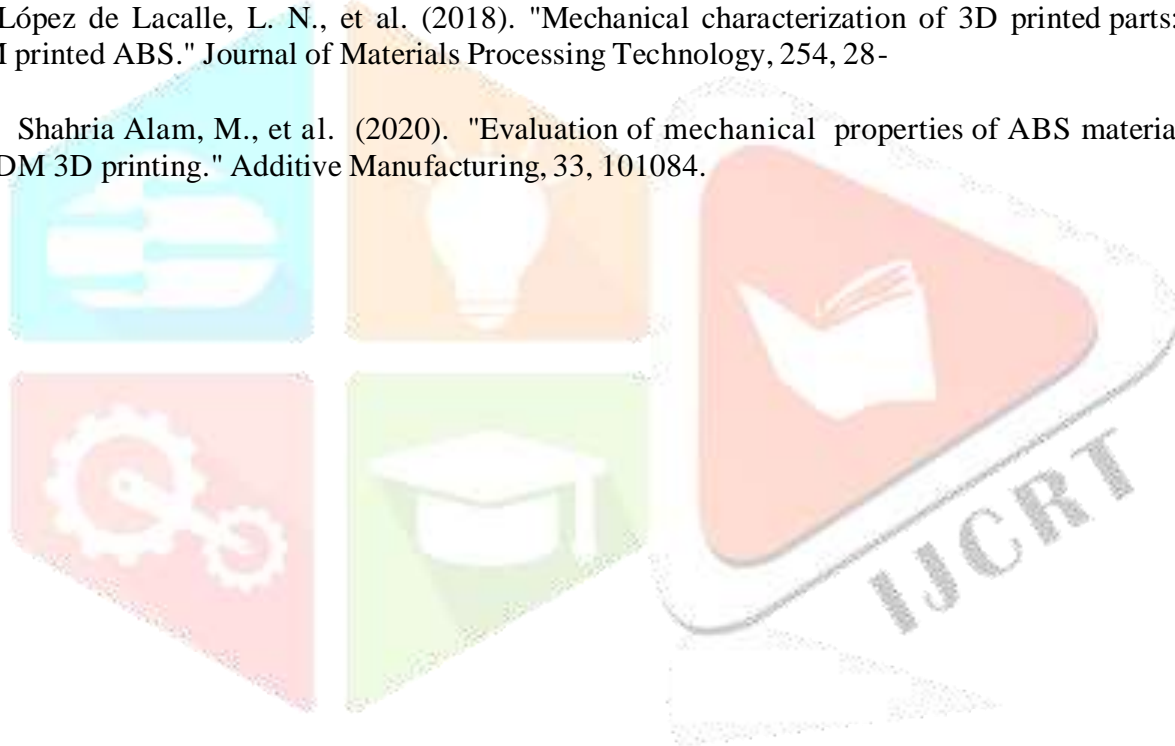 López de Lacalle, L. N., et al. (2018). "Mechanical characterization of 3D printed parts:
printed ABS." Journal of Materials Processing Technology, 254, 28-
Shahria Alam, M., et al. (2020). "Evaluation of mechanical properties of ABS materia
DM 3D printing." Additive Manufacturing, 33, 101084.
IJCRT